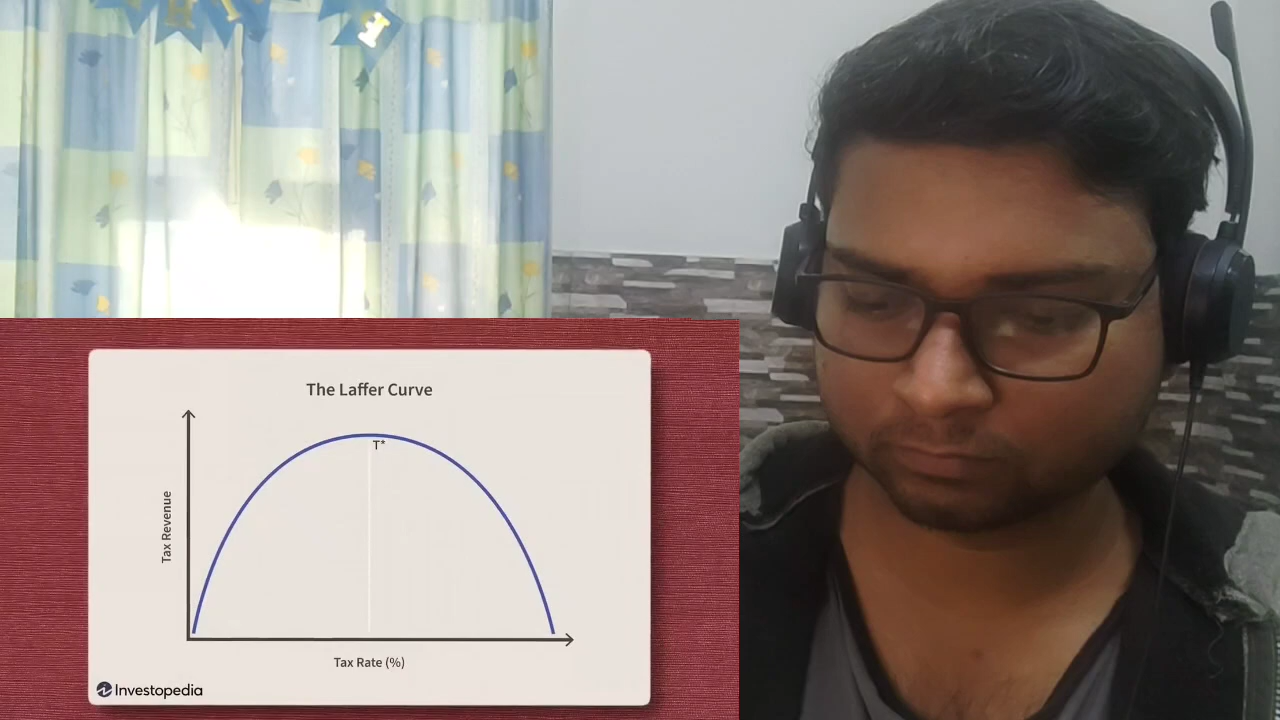 The Laffer Curve
T*
Tax Revenue
Tax Rate (%)
Investopedia